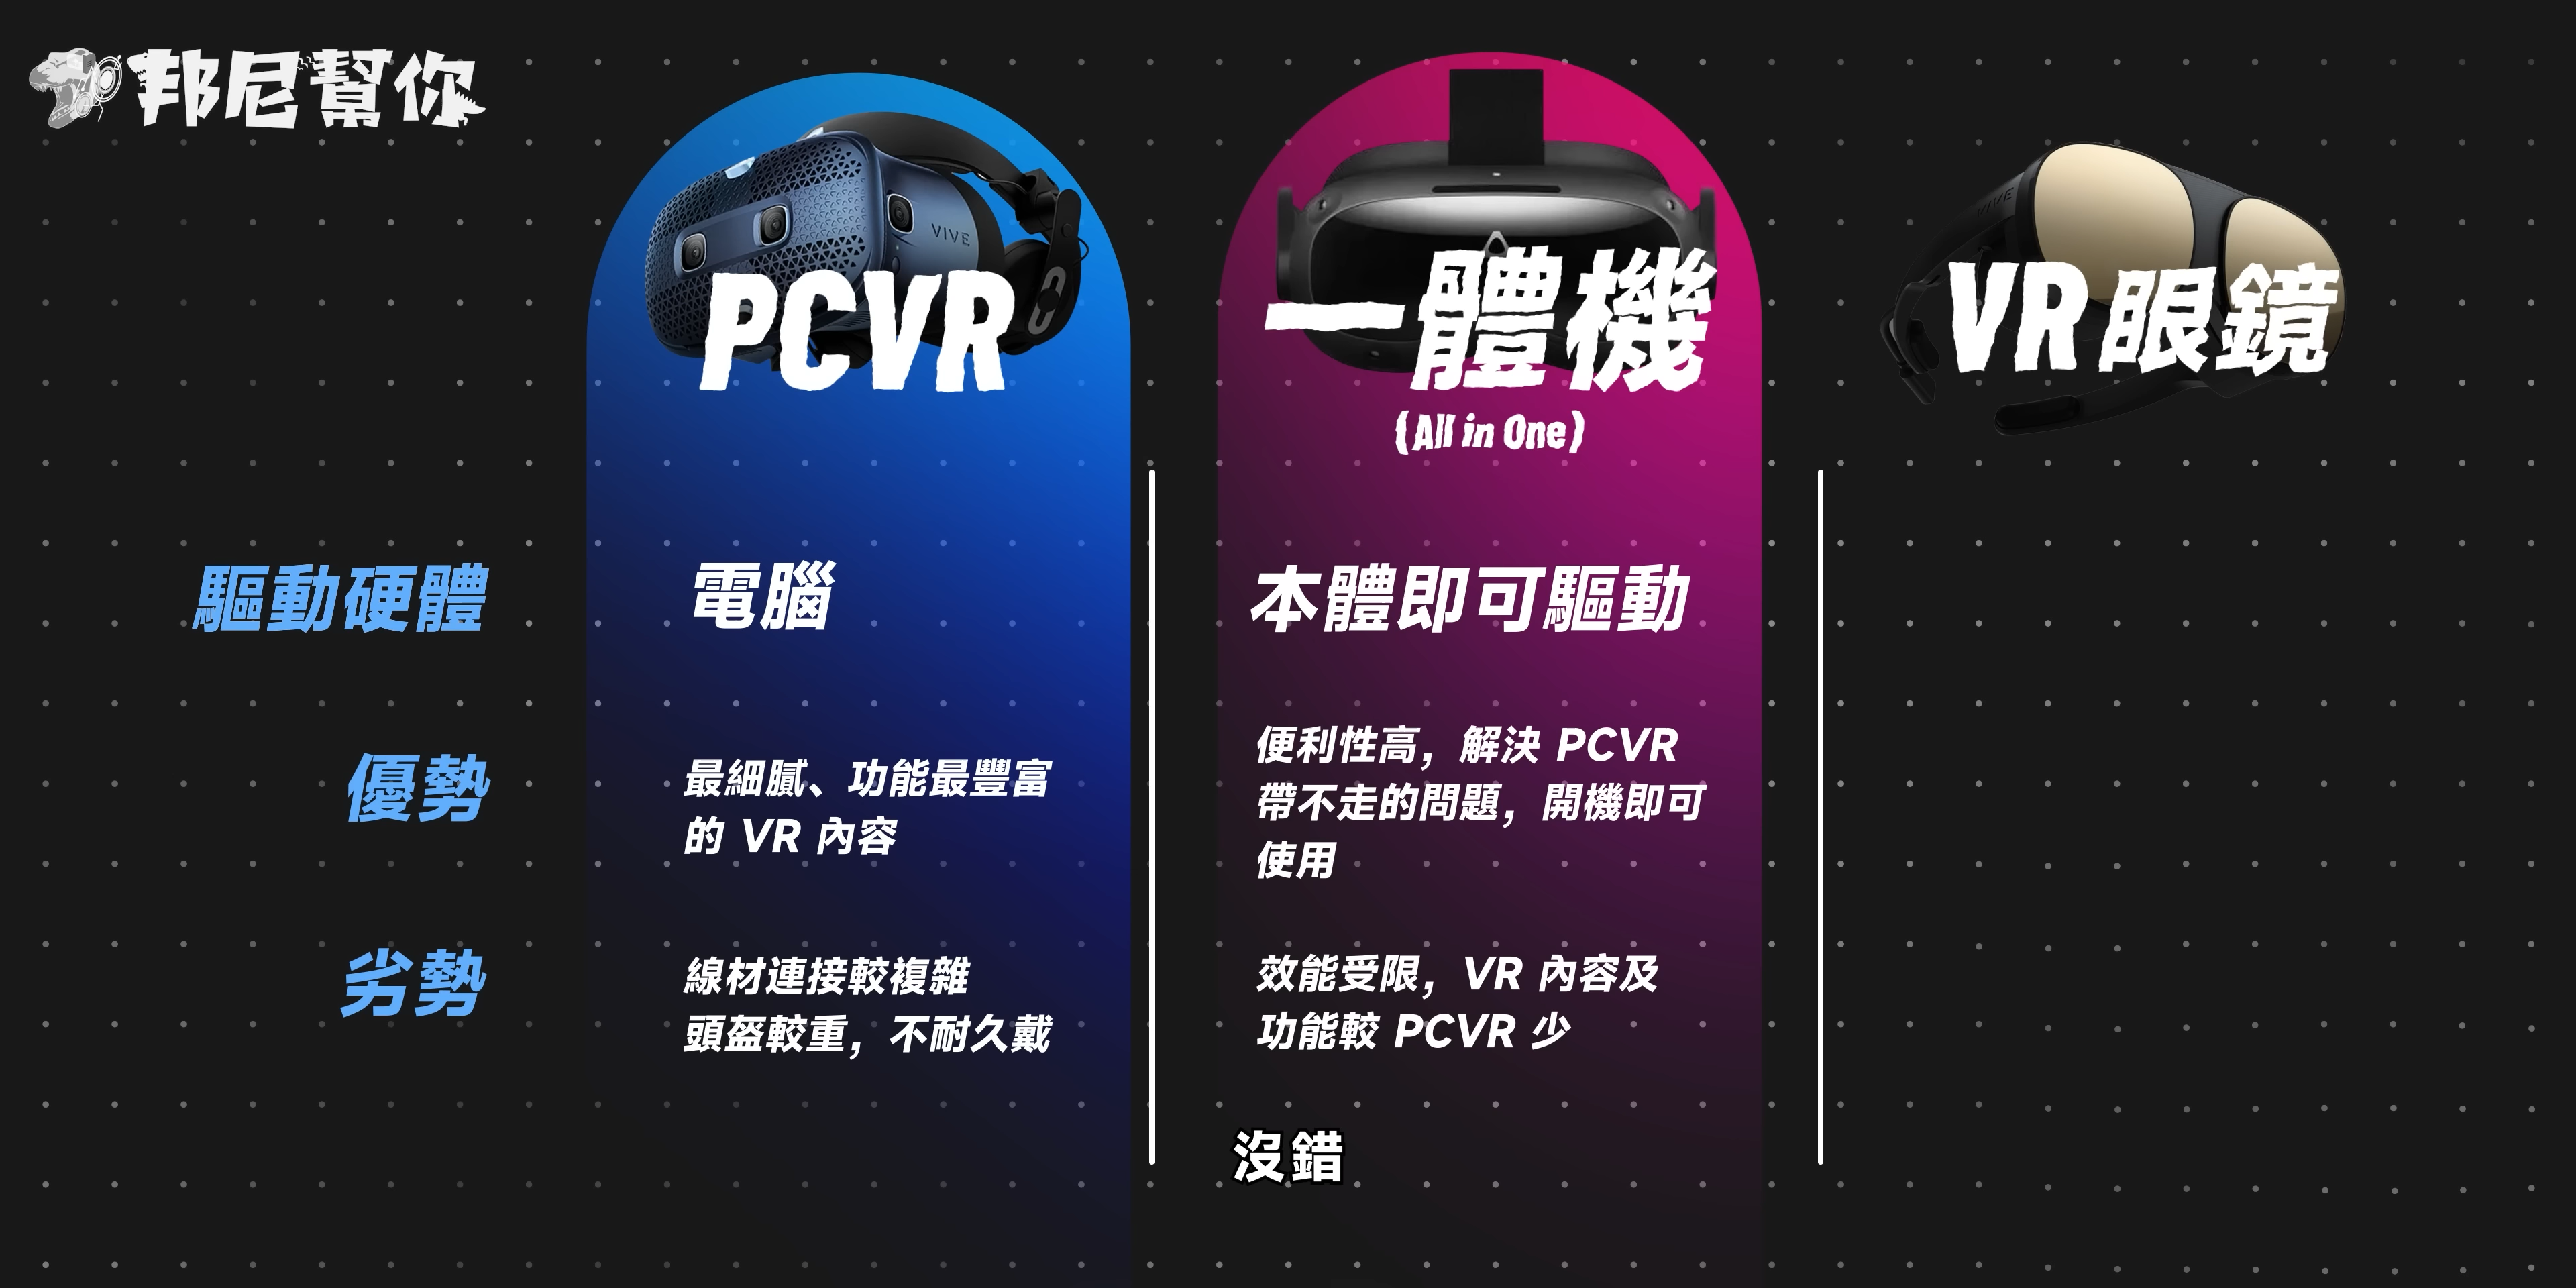 邦尼幫你
VIVE
PCVR
一體機
(All in One)
VIVE
VR眼鏡
驅動硬體
電腦
本體即可驅動
優勢
最細膩、功能最豐富
的 VR 內容
便利性高，解決 PCVR
帶不走的問題，開機即可
使用
劣勢
線材連接較複雜
頭盔較重，不耐久戴
效能受限，VR 內容及
功能較 PCVR 少
沒錯